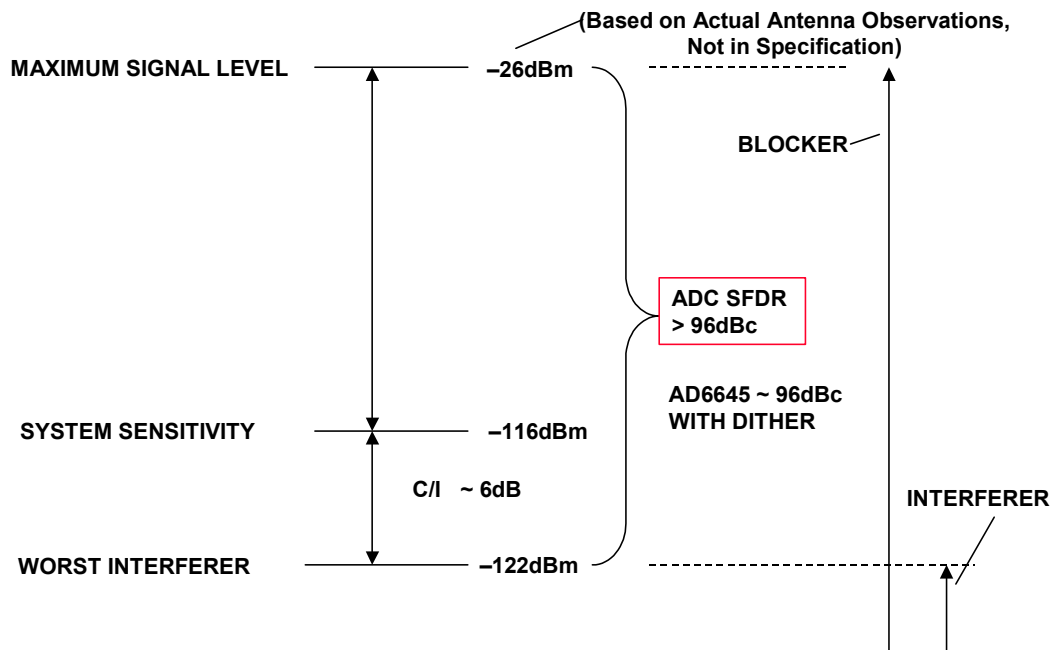 (Based on Actual Antenna Observations,
Not in Specification)
MAXIMUM SIGNAL LEVEL
–26dBm
BLOCKER
ADC SFDR
> 96dBc
AD6645 ~ 96dBc
WITH DITHER
SYSTEM SENSITIVITY
–116dBm
C/I ~ 6dB
INTERFERER
WORST INTERFERER
–122dBm